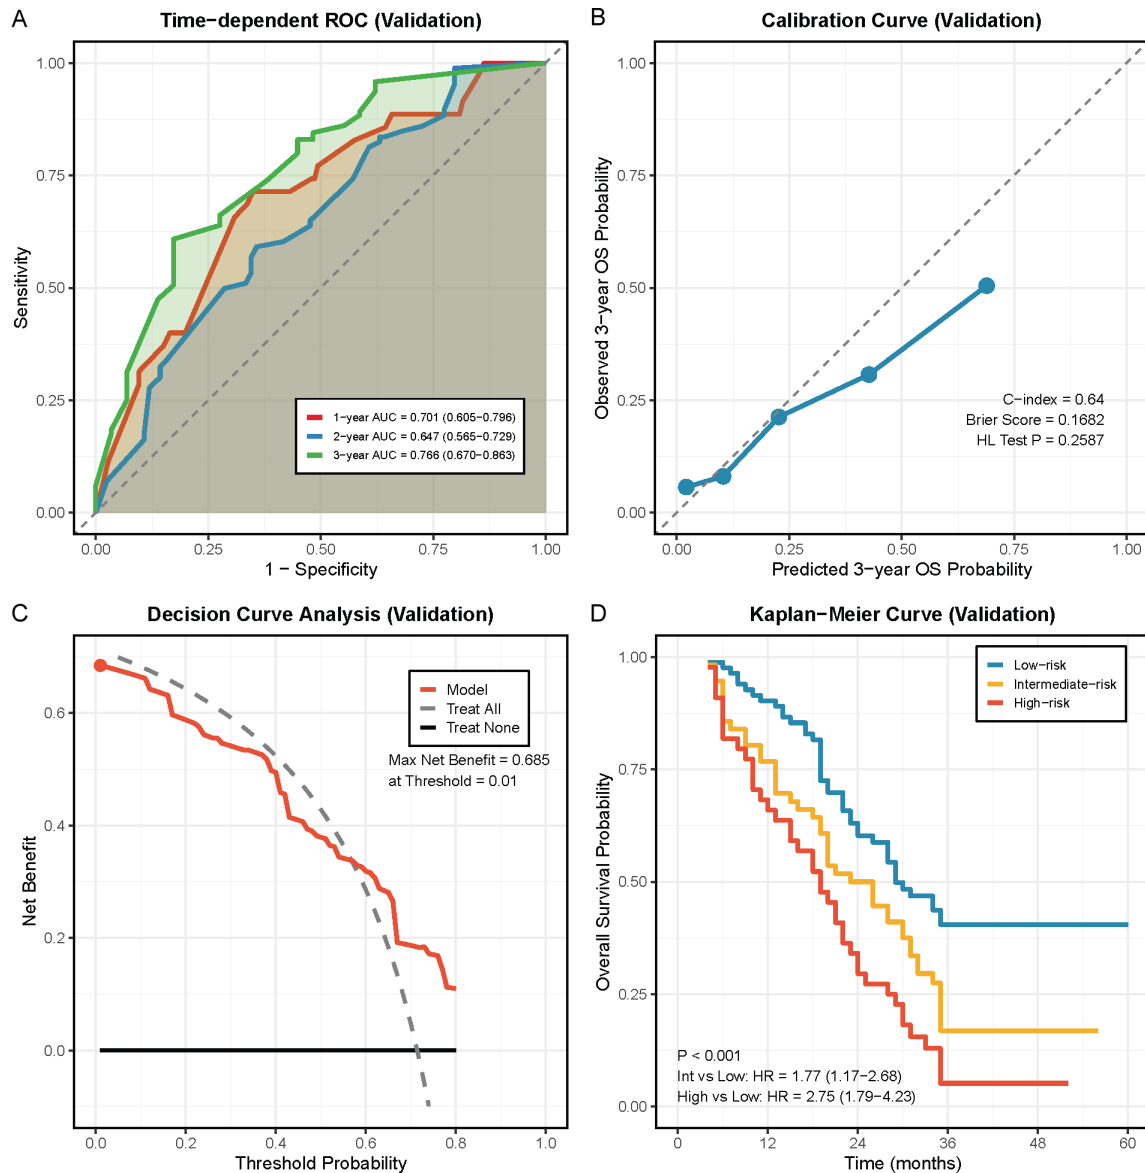 A
Time−dependent ROC (Validation)
1.00
0.75
0.50
0.25
0.00
Sensitivity
1−year AUC = 0.701 (0.605−0.796)
2−year AUC = 0.647 (0.565−0.729)
3−year AUC = 0.766 (0.670−0.863)
0.00 0.25 0.50 0.75 1.00
1 − Specificity
B
Calibration Curve (Validation)
1.00
0.75
0.50
0.25
0.00
Observed 3−year OS Probability
C−index = 0.64
Brier Score = 0.1682
HL Test P = 0.2587
0.00 0.25 0.50 0.75 1.00
Predicted 3−year OS Probability
C
Decision Curve Analysis (Validation)
0.6
0.4
0.2
0.0
Net Benefit
Model
Treat All
Treat None
Max Net Benefit = 0.685
at Threshold = 0.01
0.0 0.2 0.4 0.6 0.8 1.0
Threshold Probability
D
Kaplan−Meier Curve (Validation)
1.00
0.75
0.50
0.25
0.00
Overall Survival Probability
Low−risk
Intermediate−risk
High−risk
P < 0.001
Int vs Low: HR = 1.77 (1.17−2.68)
High vs Low: HR = 2.75 (1.79−4.23)
0 12 24 36 48 60
Time (months)